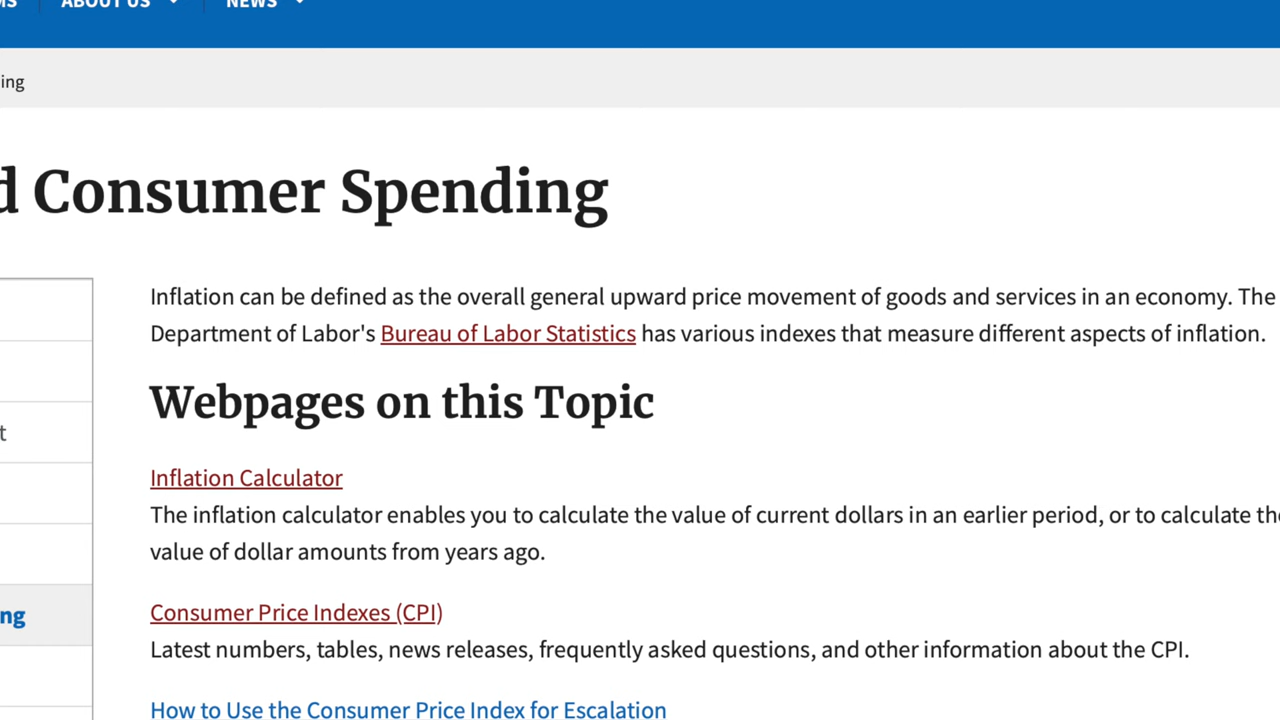 ABOUT US NEWS
ing
d Consumer Spending
Inflation can be defined as the overall general upward price movement of goods and services in an economy. The
Department of Labor's Bureau of Labor Statistics has various indexes that measure different aspects of inflation.
Webpages on this Topic
t
Inflation Calculator
The inflation calculator enables you to calculate the value of current dollars in an earlier period, or to calculate the
value of dollar amounts from years ago.
ng
Consumer Price Indexes (CPI)
Latest numbers, tables, news releases, frequently asked questions, and other information about the CPI.
How to Use the Consumer Price Index for Escalation